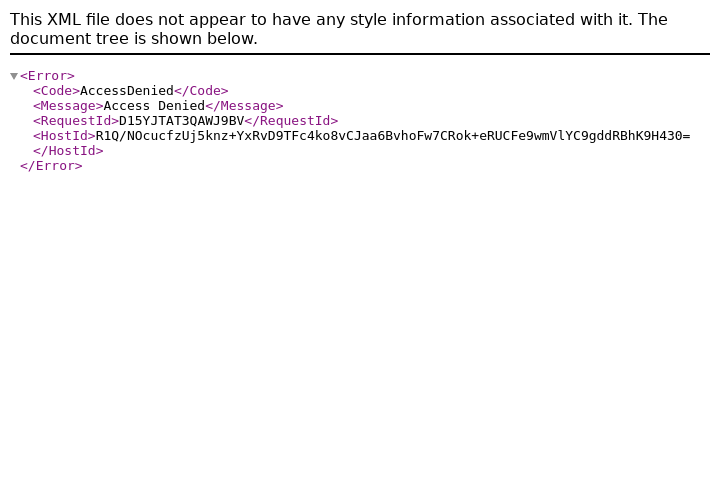 This XML file does not appear to have any style information associated with it. The
document tree is shown below.
<Error>
<Code>AccessDenied</Code>
<Message>Access Denied</Message>
<RequestId>D15YJTAT3QAWJ9BV</RequestId>
<HostId>R1Q/NOcucfzUj5knz+YxRvD9TFc4ko8vCJaa6BvhoFw7CRok+eRUCFe9wmVlYC9gddRBhK9H430=
</HostId>
</Error>